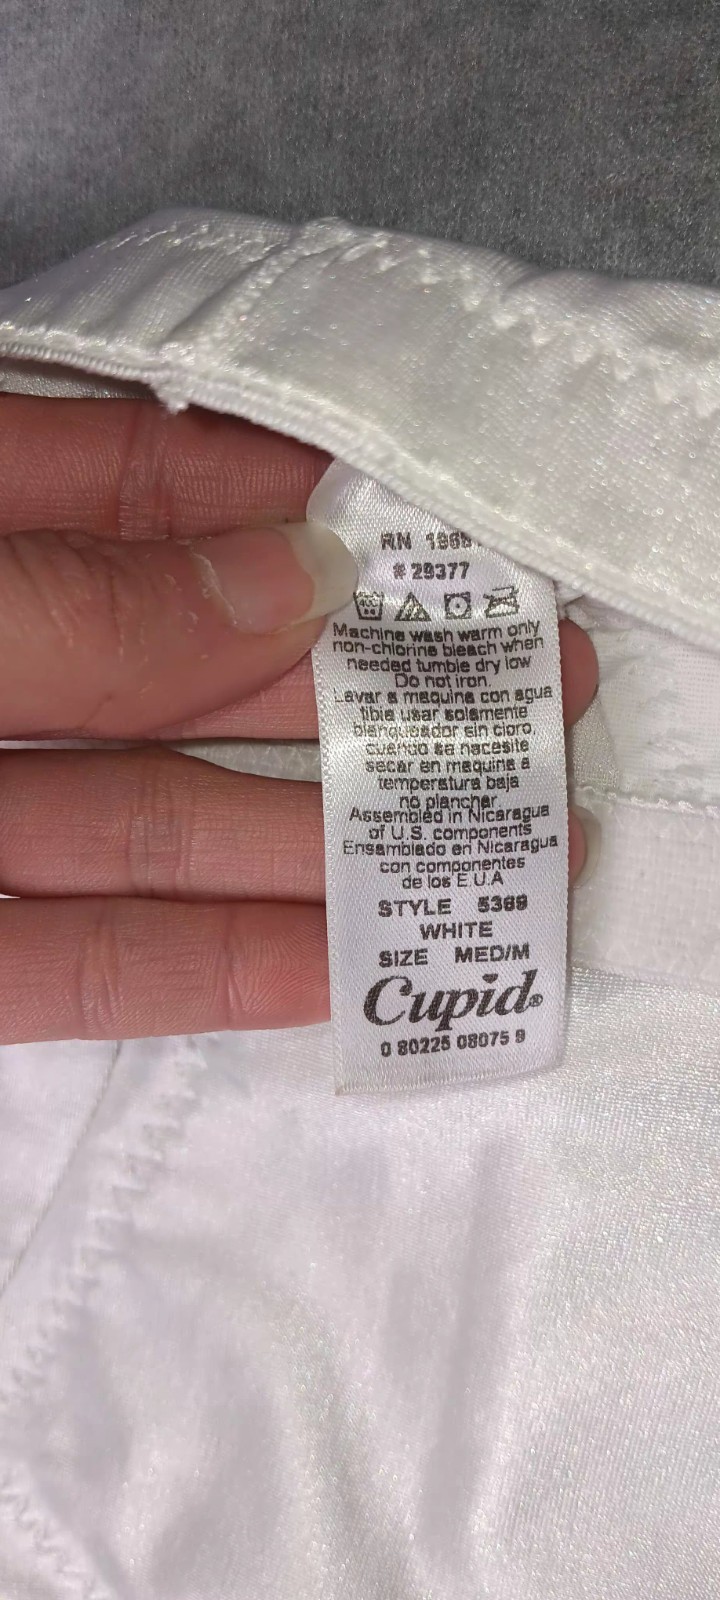 RN
# 29377
Machine wash warm only
non-chlorine bleach when
needed tumble dry low
Do not iron.
Lavar a maquina con agua
tibia usar solamente
blanqueador sin cloro,
cuando sa nacesite
secar en maquina a
temperatura baja
no planchar.
Assembled in Nicaragua
of U.S. components
Ensamblado en Nicaragua
con componentes
de los E.U.A
STYLE 5369
WHITE
SIZE MED/M
Cupid®
0 80225 08075 9